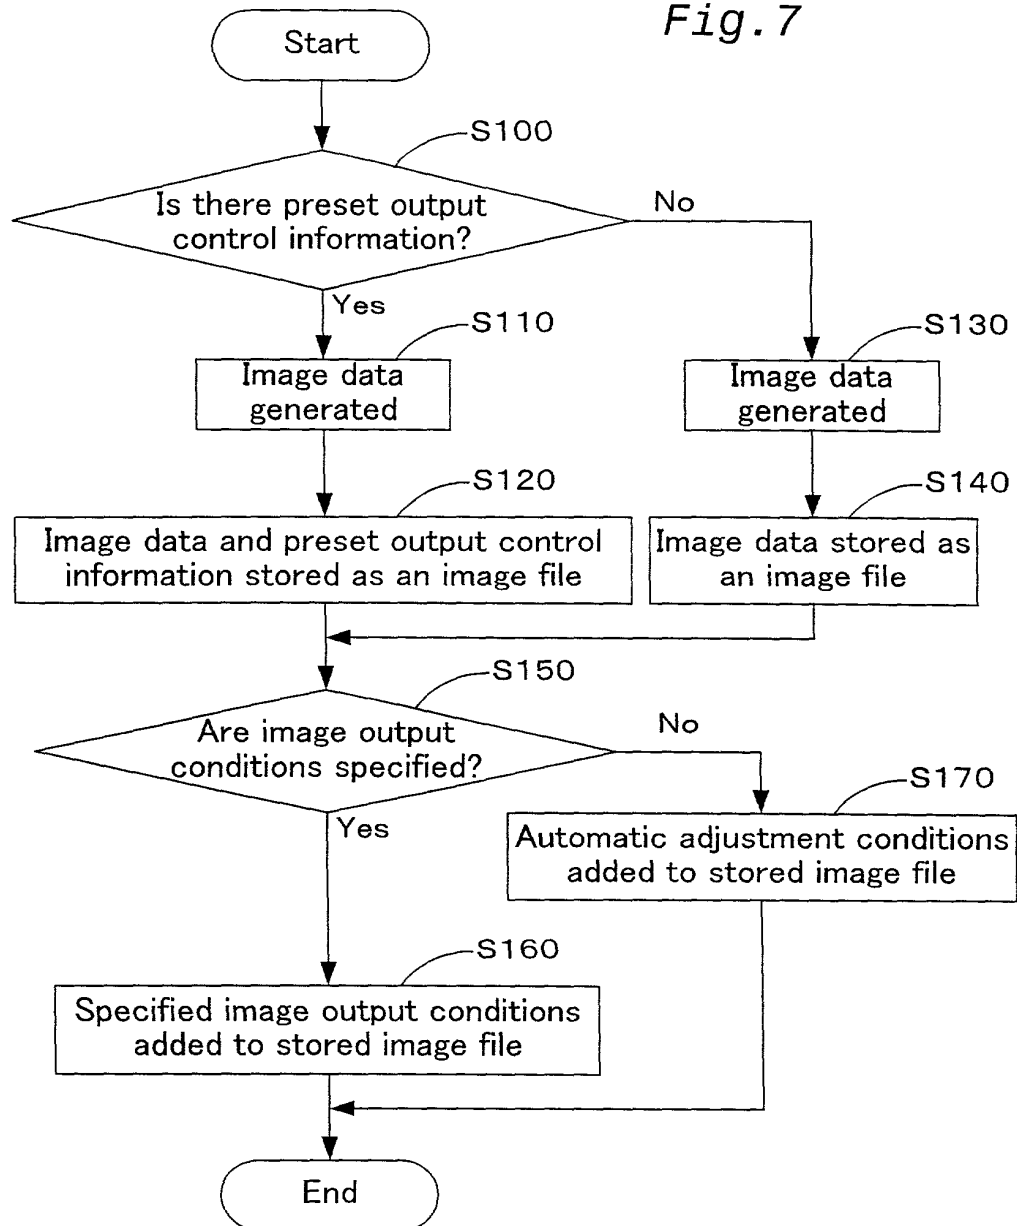 Fig.7
Start
S100
Is there preset output
control information?
No
Yes
S110
Image data
generated
S130
Image data
generated
S120
Image data and preset output control
information stored as an image file
S140
Image data stored as
an image file
S150
Are image output
conditions specified?
No
Yes
S170
Automatic adjustment conditions
added to stored image file
S160
Specified image output conditions
added to stored image file
End